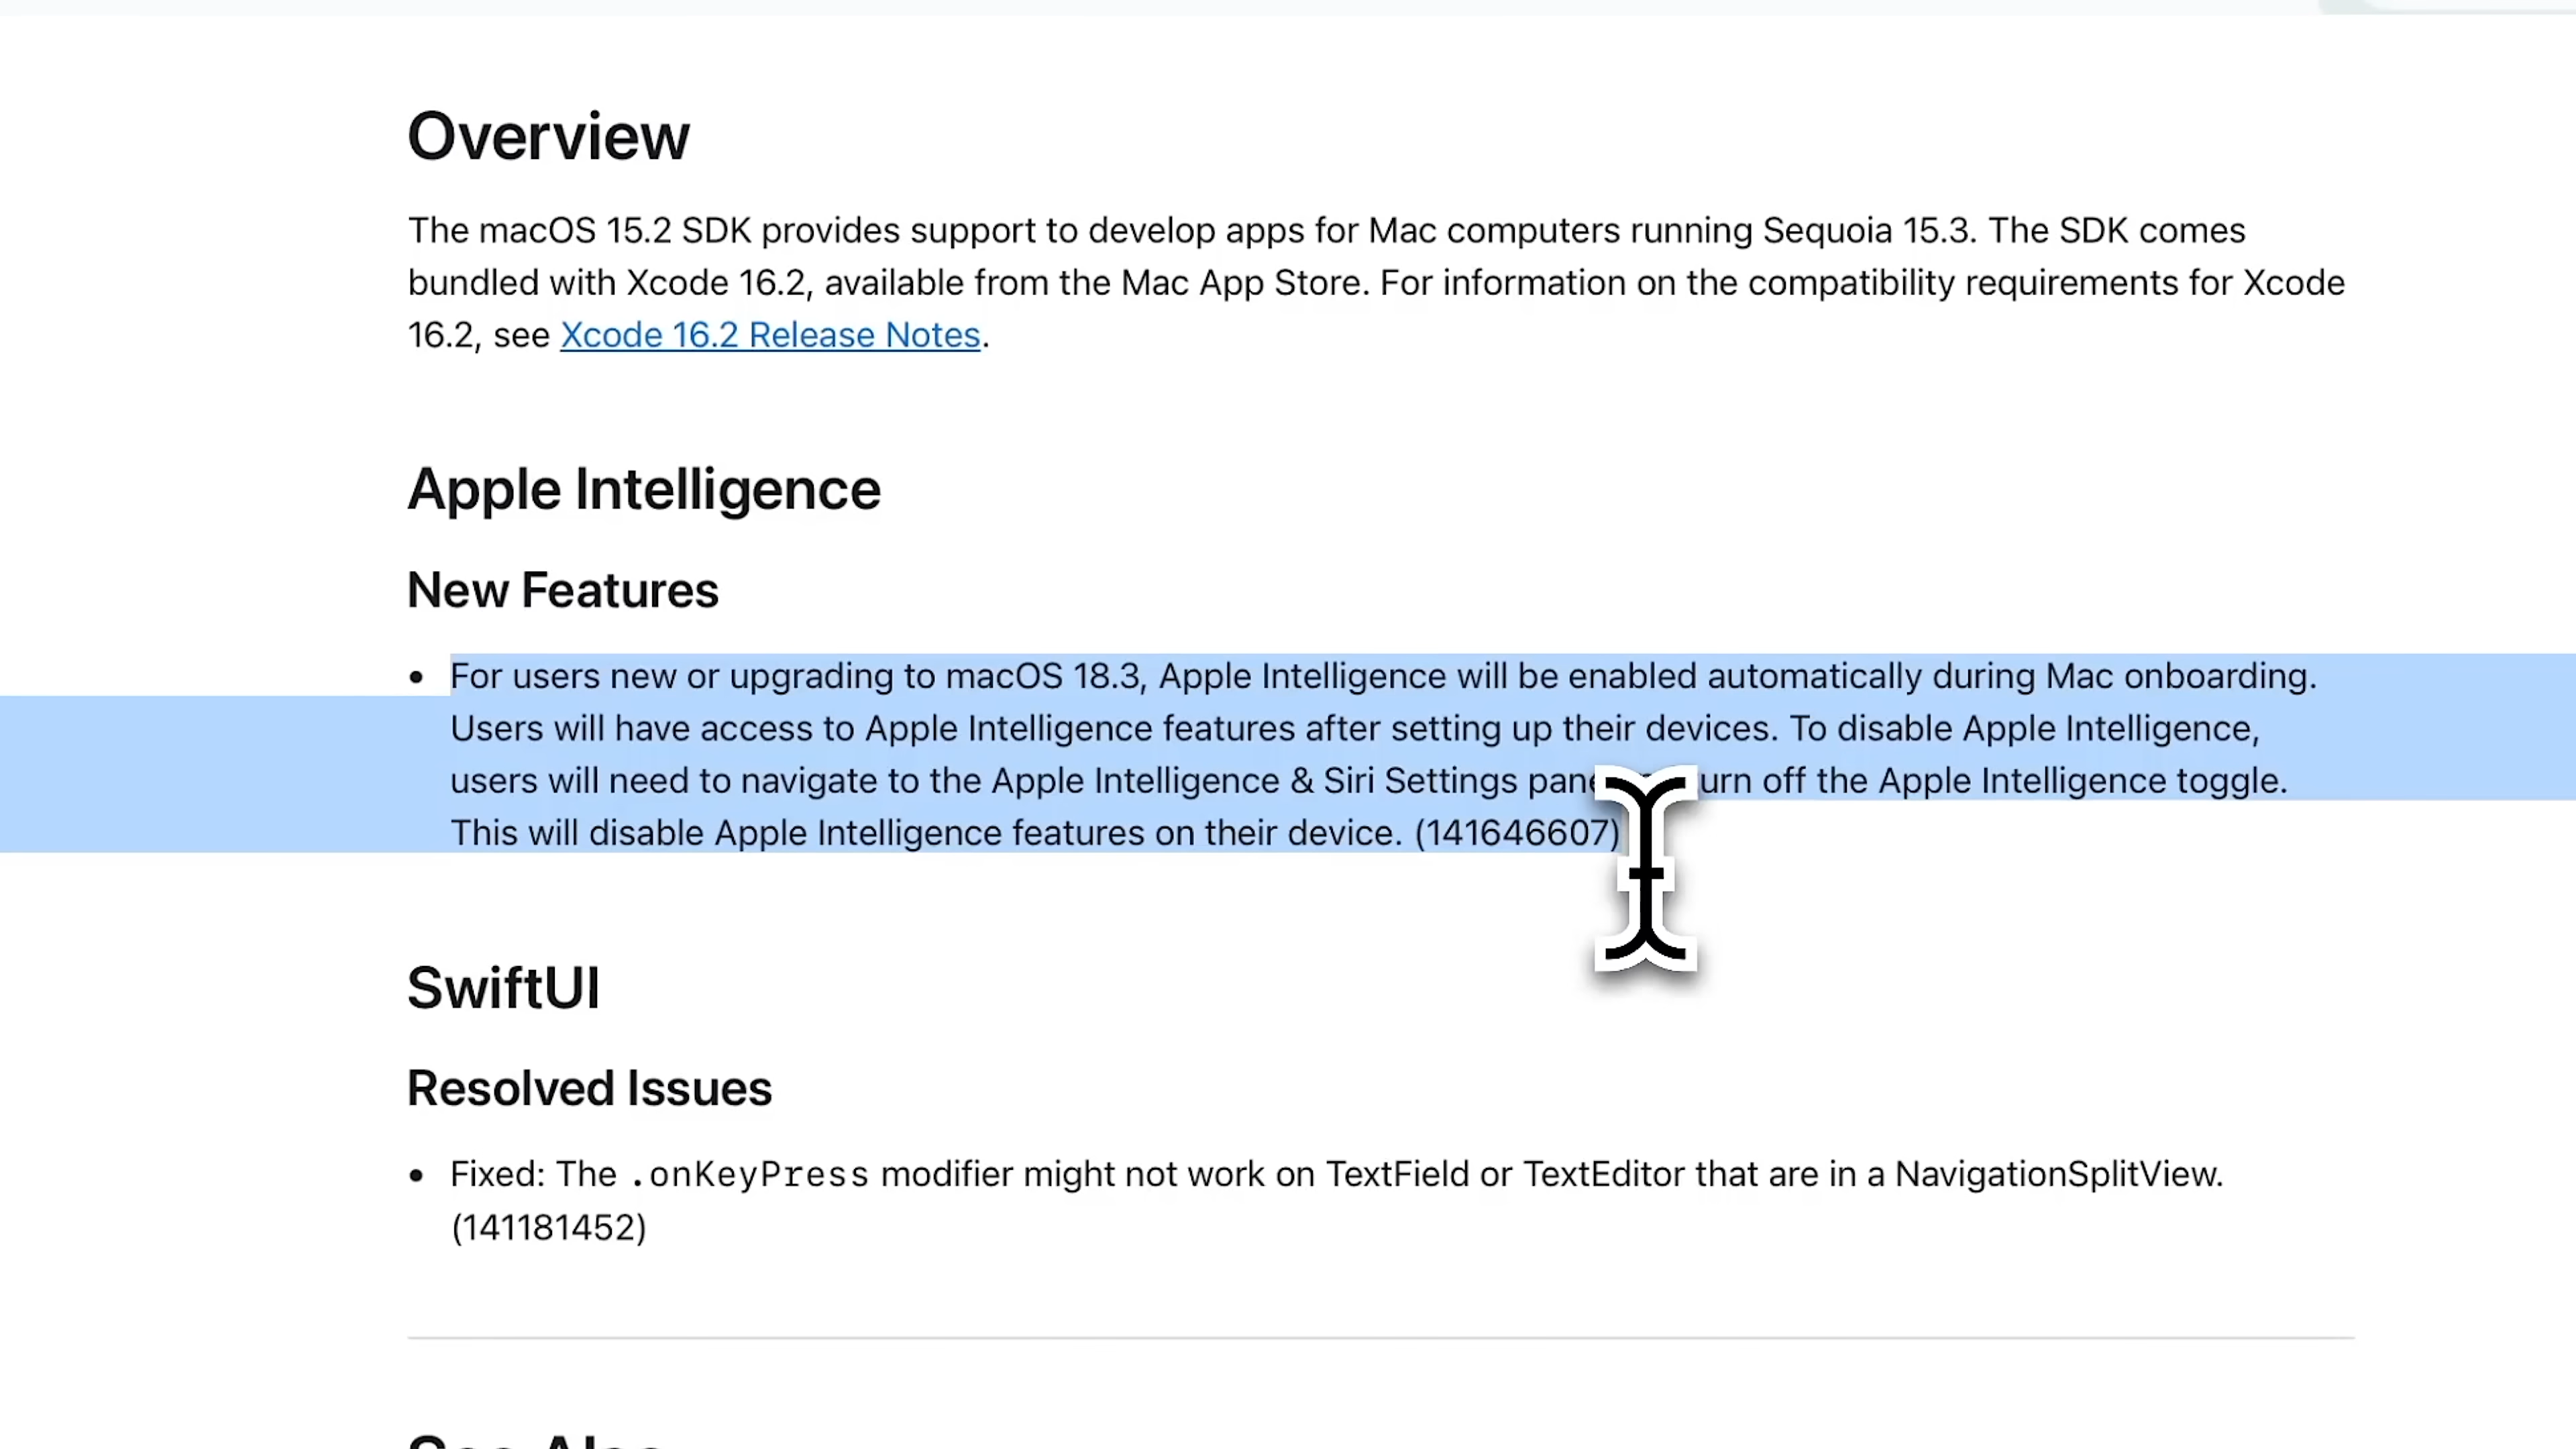 Overview
The macOS 15.2 SDK provides support to develop apps for Mac computers running Sequoia 15.3. The SDK comes
bundled with Xcode 16.2, available from the Mac App Store. For information on the compatibility requirements for Xcode
16.2, see Xcode 16.2 Release Notes.
Apple Intelligence
New Features
• For users new or upgrading to macOS 18.3, Apple Intelligence will be enabled automatically during Mac onboarding.
Users will have access to Apple Intelligence features after setting up their devices. To disable Apple Intelligence,
users will need to navigate to the Apple Intelligence & Siri Settings off the Apple Intelligence toggle.
This will disable Apple Intelligence features on their device. (141646607)
SwiftUI
Resolved Issues
• Fixed: The .onKeyPress modifier might not work on TextField or TextEditor that are in a NavigationSplitView.
(141181452)
See Also